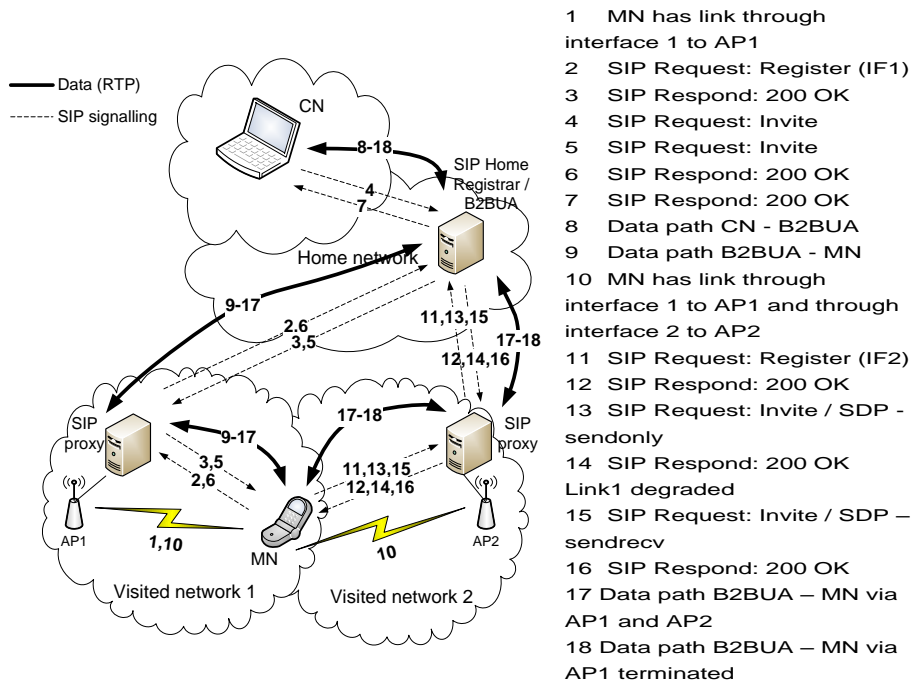 Data (RTP)
SIP signalling
CN
8-18
4
7
SIP Home
Registrar /
B2BUA
Home network
9-17
2.6
3,5
11,13,15
17-18
12,14,16
SIP
proxy
9-17
3,5
2,6
17-18
11,13,15
12,14,16
SIP
proxy
AP1
1,10
MN
10
AP2
Visited network 1
Visited network 2
1 MN has link through
interface 1 to AP1
2 SIP Request: Register (IF1)
3 SIP Respond: 200 OK
4 SIP Request: Invite
5 SIP Request: Invite
6 SIP Respond: 200 OK
7 SIP Respond: 200 OK
8 Data path CN - B2BUA
9 Data path B2BUA - MN
10 MN has link through
interface 1 to AP1 and through
interface 2 to AP2
11 SIP Request: Register (IF2)
12 SIP Respond: 200 OK
13 SIP Request: Invite / SDP -
sendonly
14 SIP Respond: 200 OK
Link1 degraded
15 SIP Request: Invite / SDP –
sendrecv
16 SIP Respond: 200 OK
17 Data path B2BUA – MN via
AP1 and AP2
18 Data path B2BUA – MN via
AP1 terminated